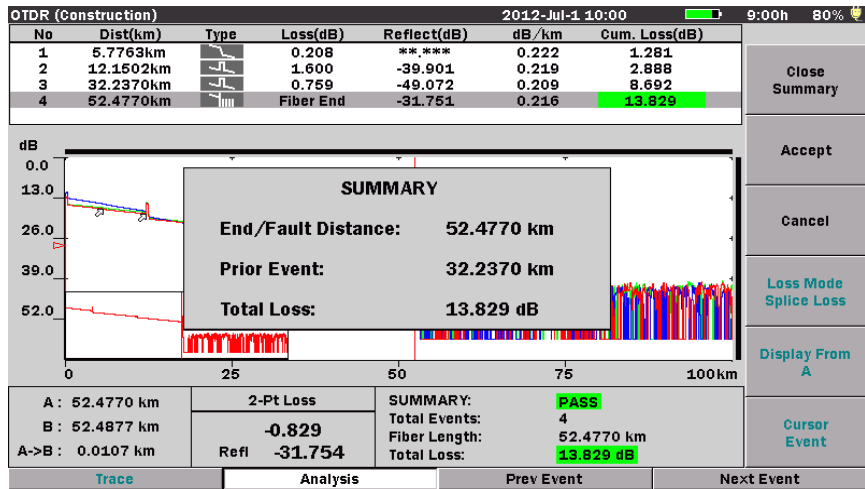 OTDR (Construction) 2012-Jul-1 10:00 9:00h 80%
No Dist(km) Type Loss(dB) Reflect(dB) dB/km Cum. Loss(dB)
1 5.7763km 0.208 **.*** 0.222 1.281
2 12.1502km 1.600 -39.901 0.219 2.888
3 32.2370km 0.759 -49.072 0.209 8.692
4 52.4770km Fiber End -31.751 0.216 13.829
Close
Summary
Accept
Cancel
Loss Mode
Splice Loss
Display From
A
Cursor
Event
dB
0.0
13.0
26.0
39.0
52.0
SUMMARY
End/Fault Distance: 52.4770 km
Prior Event: 32.2370 km
Total Loss: 13.829 dB
0 25 50 75 100km
A: 52.4770 km
B: 52.4877 km
A->B: 0.0107 km
2-Pt Loss
-0.829
Refl -31.754
SUMMARY: PASS
Total Events: 4
Fiber Length: 52.4770 km
Total Loss: 13.829 dB
Trace Analysis Prev Event Next Event